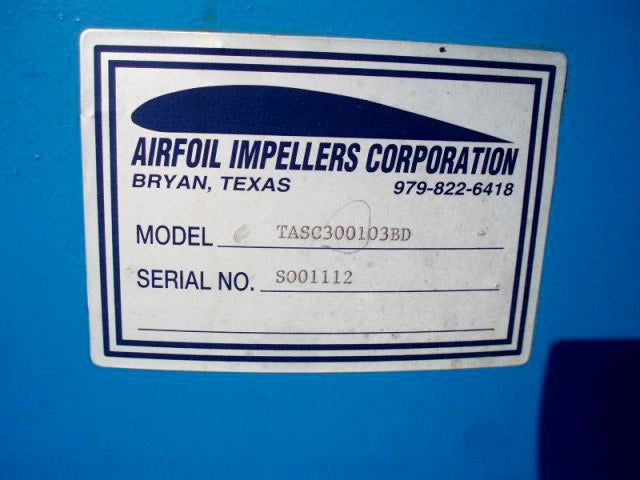 AIRFOIL IMPELLERS CORPORATION
BRYAN, TEXAS 979-822-6418
MODEL TASC300103BD
SERIAL NO. S001112